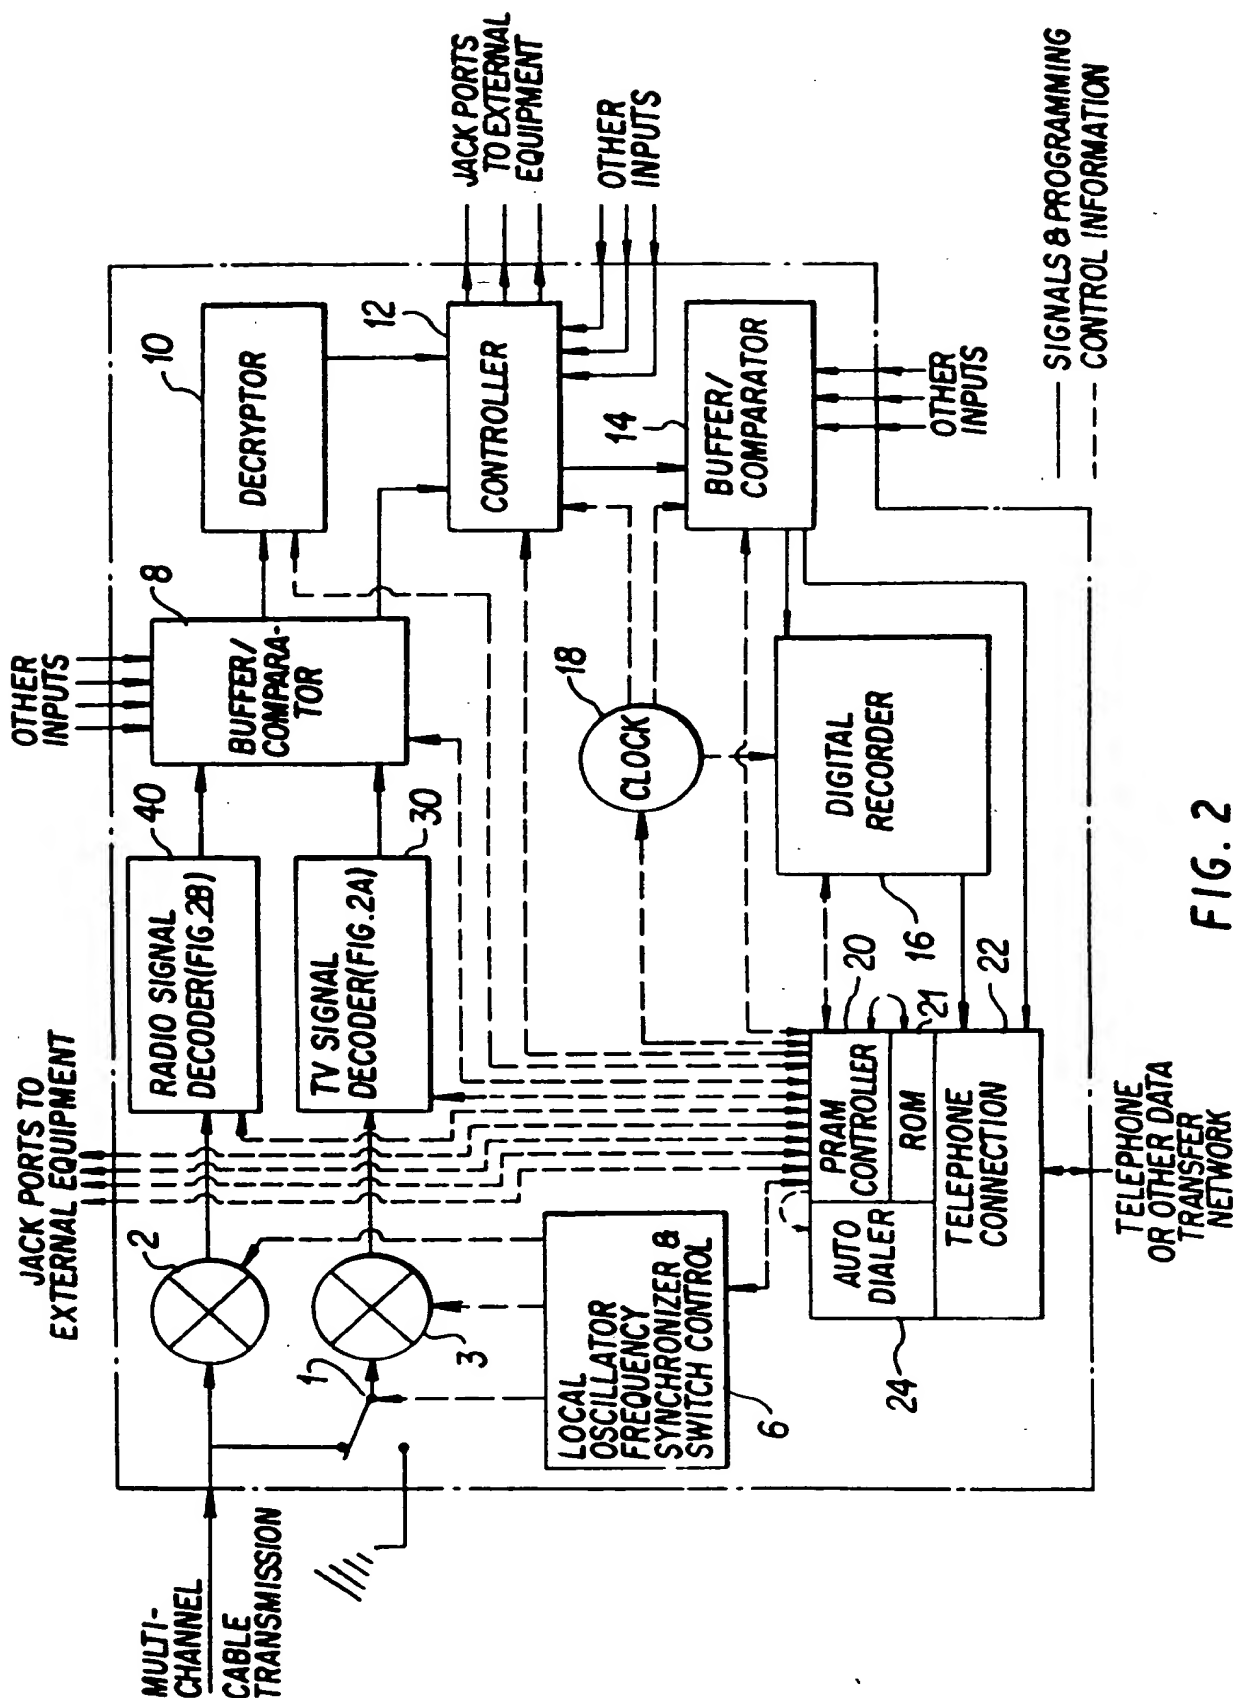 MULTI-
CHANNEL
CABLE
TRANSMISSION
JACK PORTS TO
EXTERNAL EQUIPMENT
OTHER
INPUTS
2
1
3
40
RADIO SIGNAL
DECODER(FIG.2B)
TV SIGNAL
DECODER(FIG.2A)
30
8
BUFFER/
COMPARA-
TOR
10
DECRYPTOR
12
CONTROLLER
JACK PORTS
TO EXTERNAL
EQUIPMENT
OTHER
INPUTS
14
BUFFER/
COMPARATOR
OTHER
INPUTS
18
CLOCK
DIGITAL
RECORDER
16
LOCAL
OSCILLATOR
FREQUENCY
SYNCHRONIZER &
SWITCH CONTROL
6
AUTO
DIALER
24
PRAM
CONTROLLER
20
ROM
21
TELEPHONE
CONNECTION
22
TELEPHONE
OR OTHER DATA
TRANSFER
NETWORK
SIGNALS & PROGRAMMING
CONTROL INFORMATION
FIG. 2